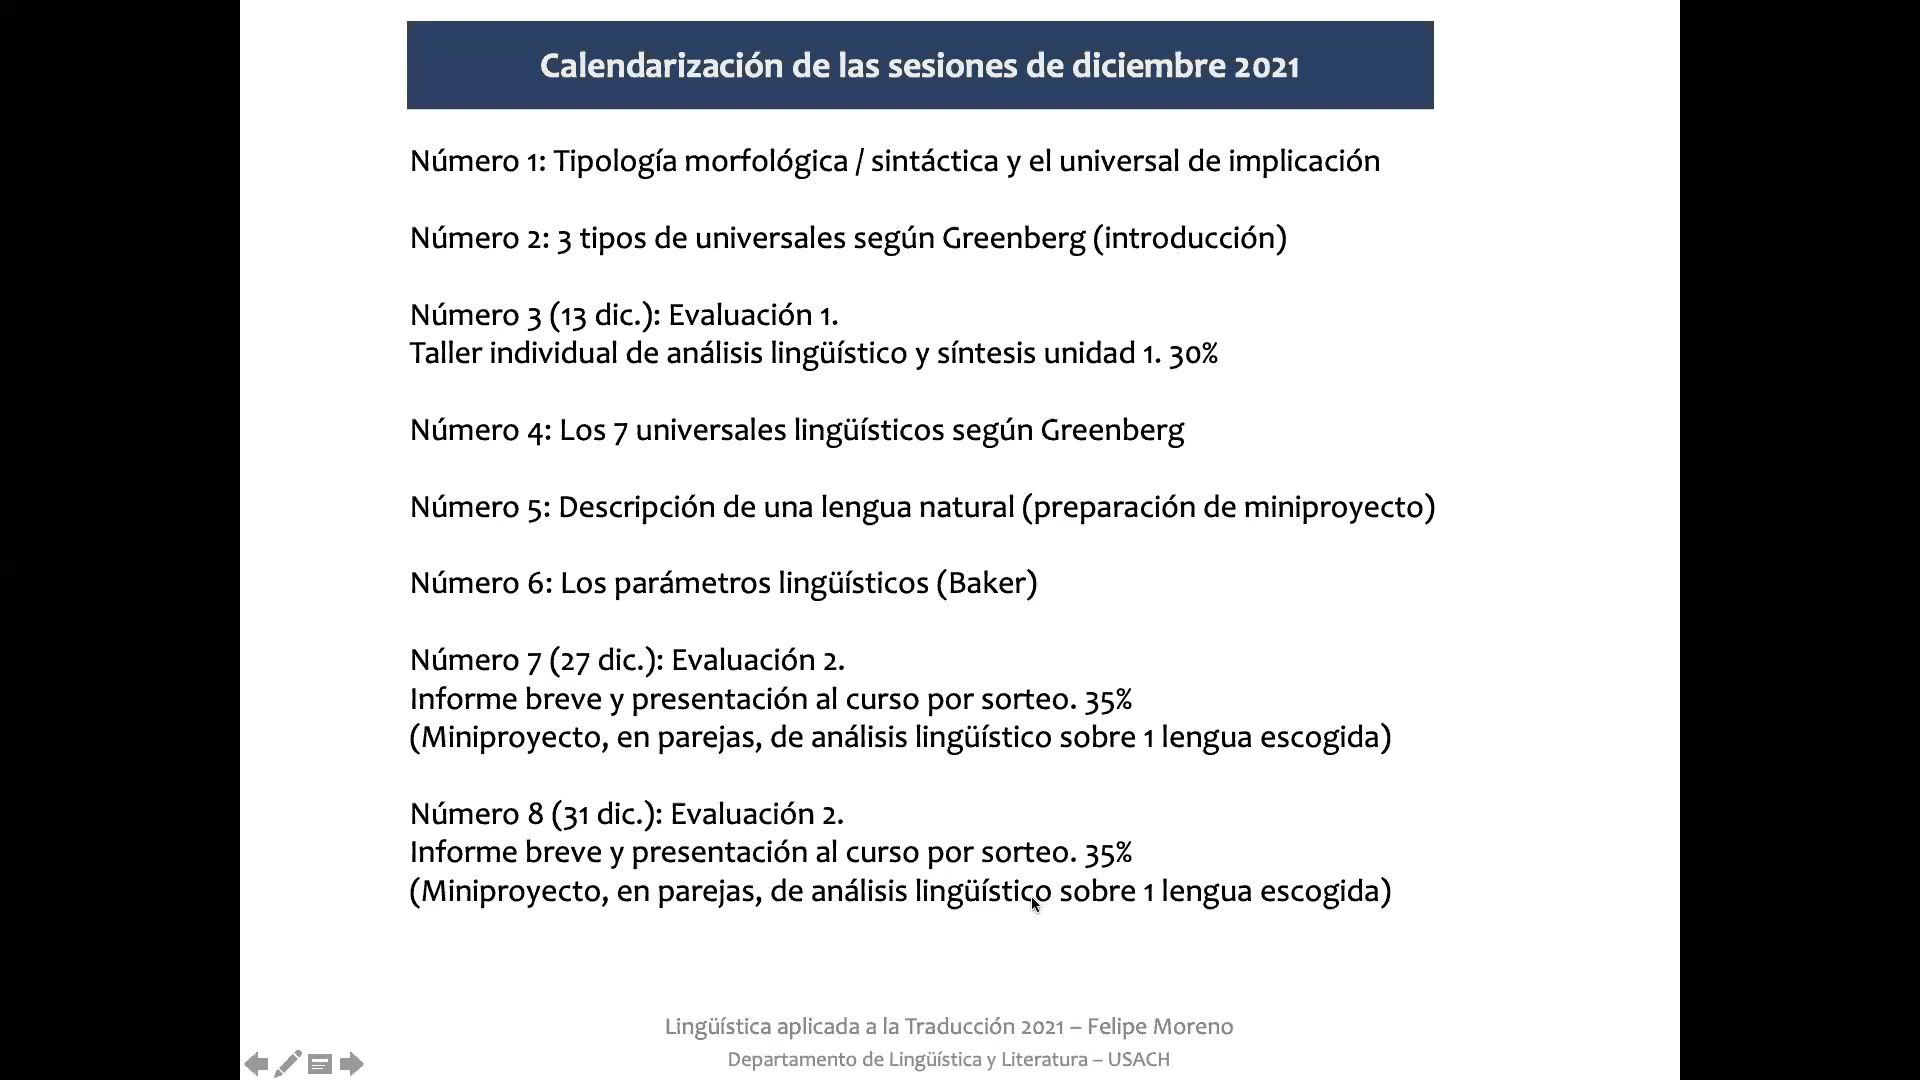 Calendarización de las sesiones de diciembre 2021
Número 1: Tipología morfológica / sintáctica y el universal de implicación
Número 2: 3 tipos de universales según Greenberg (introducción)
Número 3 (13 dic.): Evaluación 1.
Taller individual de análisis lingüístico y síntesis unidad 1. 30%
Número 4: Los 7 universales lingüísticos según Greenberg
Número 5: Descripción de una lengua natural (preparación de miniproyecto)
Número 6: Los parámetros lingüísticos (Baker)
Número 7 (27 dic.): Evaluación 2.
Informe breve y presentación al curso por sorteo. 35%
(Miniproyecto, en parejas, de análisis lingüístico sobre 1 lengua escogida)
Número 8 (31 dic.): Evaluación 2.
Informe breve y presentación al curso por sorteo. 35%
(Miniproyecto, en parejas, de análisis lingüístico sobre 1 lengua escogida)
Lingüística aplicada a la Traducción 2021 – Felipe Moreno
Departamento de Lingüística y Literatura – USACH